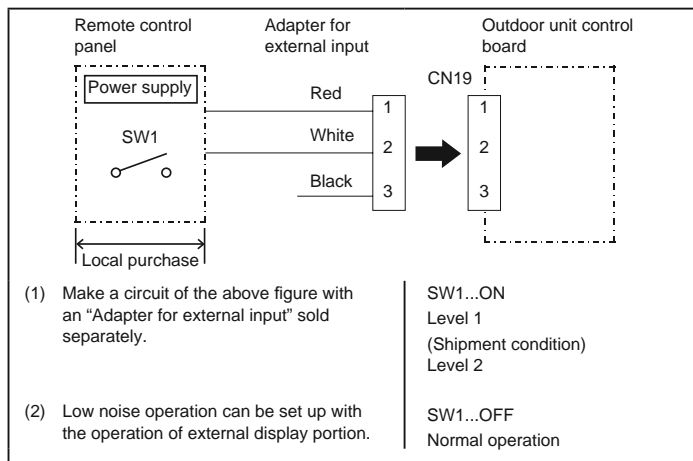 Remote control
panel
Adapter for
external input
Outdoor unit control
board
Power supply
CN19
Red
1
1
SW1
White
2
2
Black
3
3
Local purchase
(1) Make a circuit of the above figure with
an “Adapter for external input” sold
separately.
SW1...ON
Level 1
(Shipment condition)
Level 2
(2) Low noise operation can be set up with
the operation of external display portion.
SW1...OFF
Normal operation